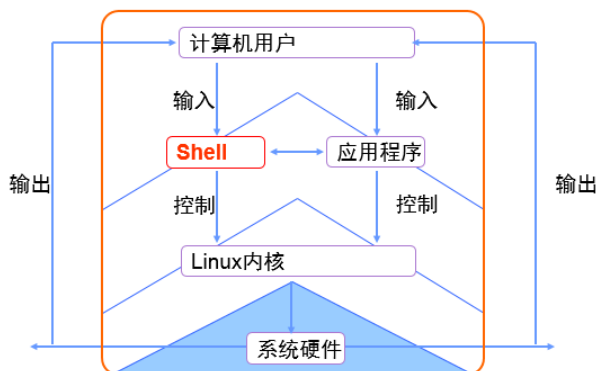 计算机用户
输入
输入
Shell
应用程序
输出
输出
控制
控制
Linux内核
系统硬件